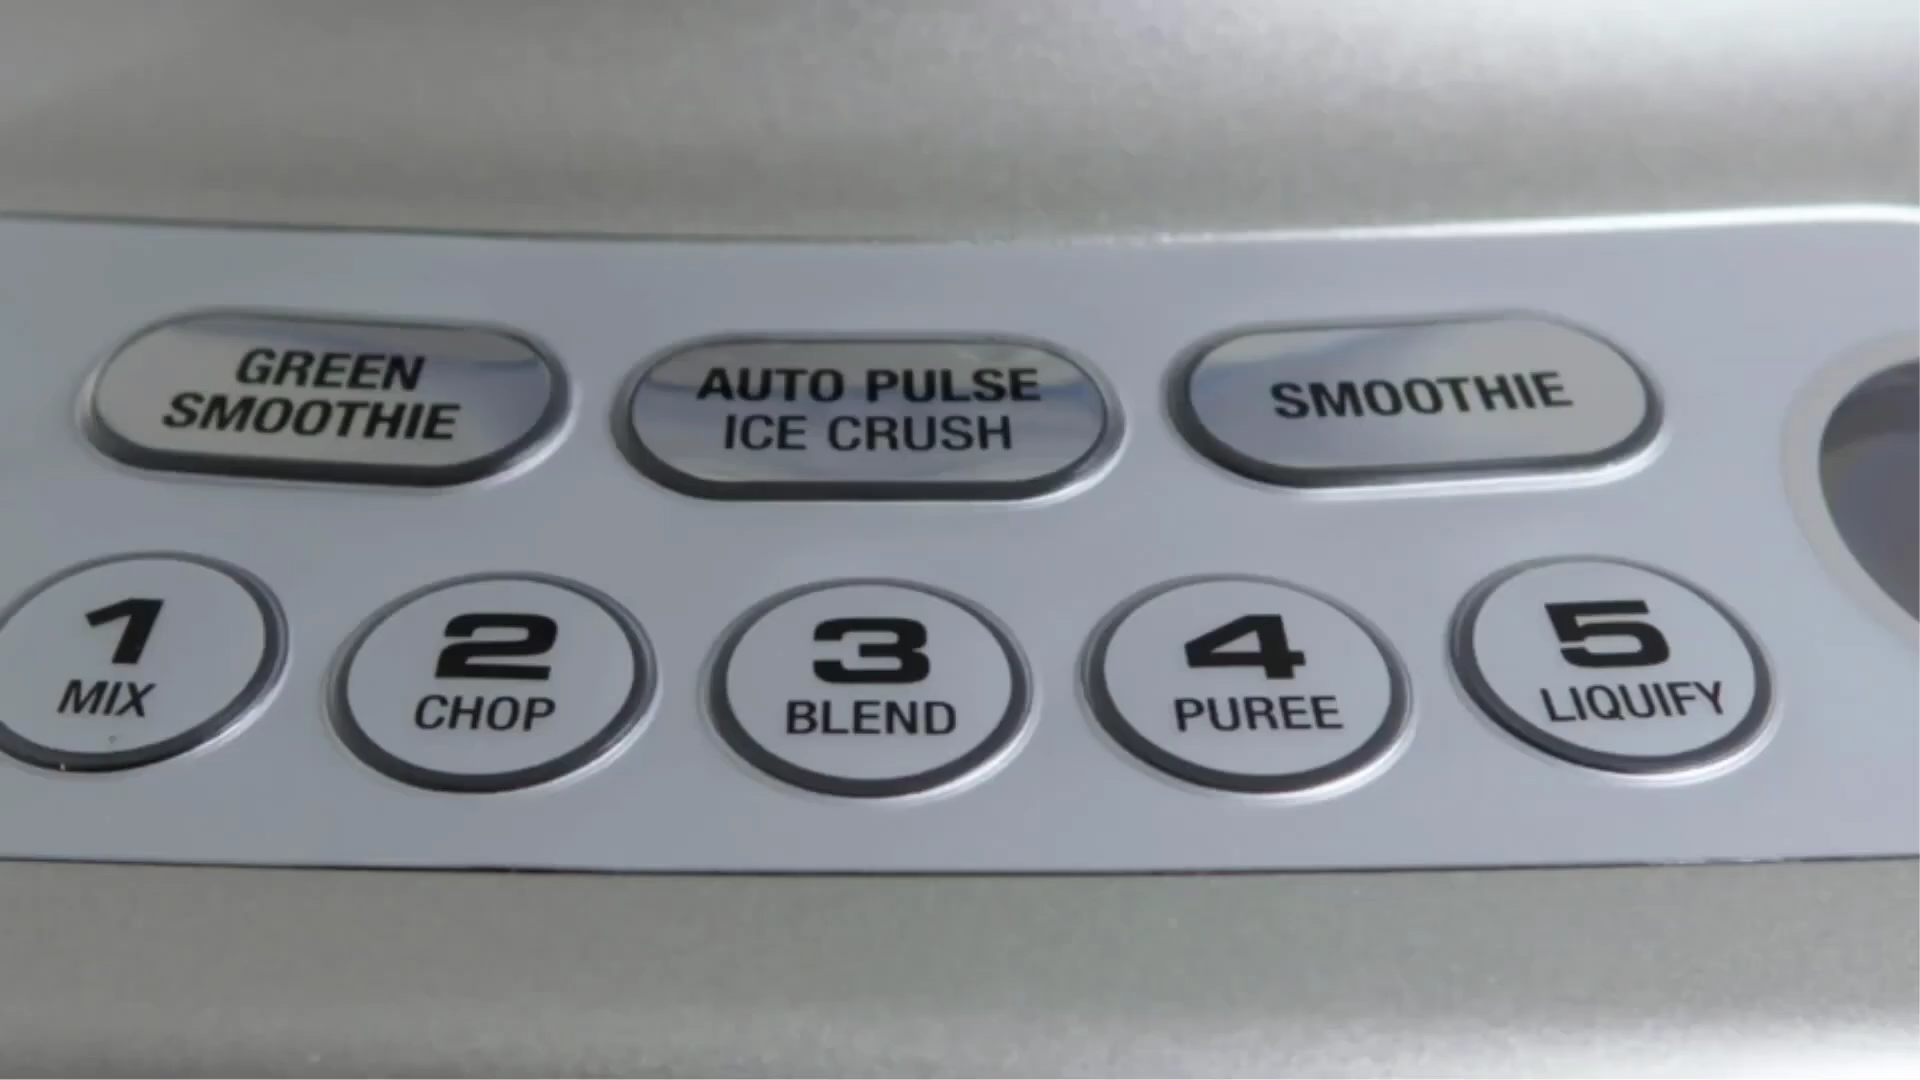 GREEN
SMOOTHIE
AUTO PULSE
ICE CRUSH
SMOOTHIE
1
MIX
2
CHOP
3
BLEND
4
PUREE
5
LIQUIFY